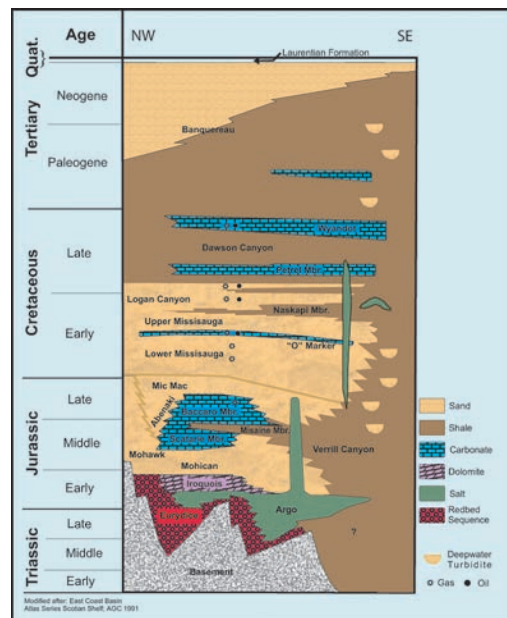 Age
NW
SE
Laurentian Formation
Quat.
Tertiary
Neogene
Paleogene
Banquereau
Cretaceous
Late
Early
Wyandot
Dawson Canyon
Petrel Mbr.
Logan Canyon
Naskapi Mbr.
Upper Missisauga
"O" Marker
Lower Missisauga
Jurassic
Late
Middle
Early
Mic Mac
Abenaki
Baccaro Mbr.
Misaine Mbr.
Scatarie Mbr.
Verrill Canyon
Mohawk
Mohican
Iroquois
Eurydice
Argo
?
Triassic
Late
Middle
Early
Basement
Sand
Shale
Carbonate
Dolomite
Salt
Redbed
Sequence
Deepwater
Turbidite
Gas
Oil
Modified after: East Coast Basin
Atlas Series Scotian Shelf, AGC 1991